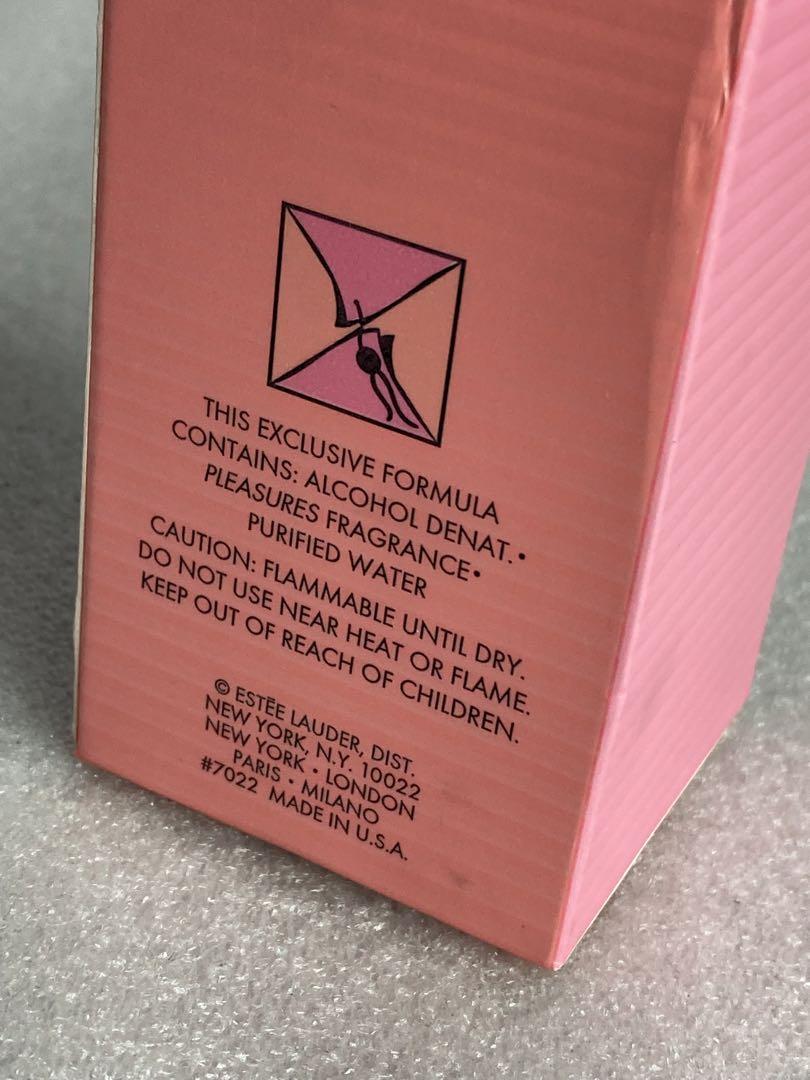 THIS EXCLUSIVE FORMULA
CONTAINS: ALCOHOL DENAT.•
PLEASURES FRAGRANCE•
PURIFIED WATER
CAUTION: FLAMMABLE UNTIL DRY.
DO NOT USE NEAR HEAT OR FLAME.
KEEP OUT OF REACH OF CHILDREN.
© ESTĒE LAUDER, DIST.
NEW YORK, N.Y. 10022
NEW YORK • LONDON
PARIS • MILANO
#7022 MADE IN U.S.A.